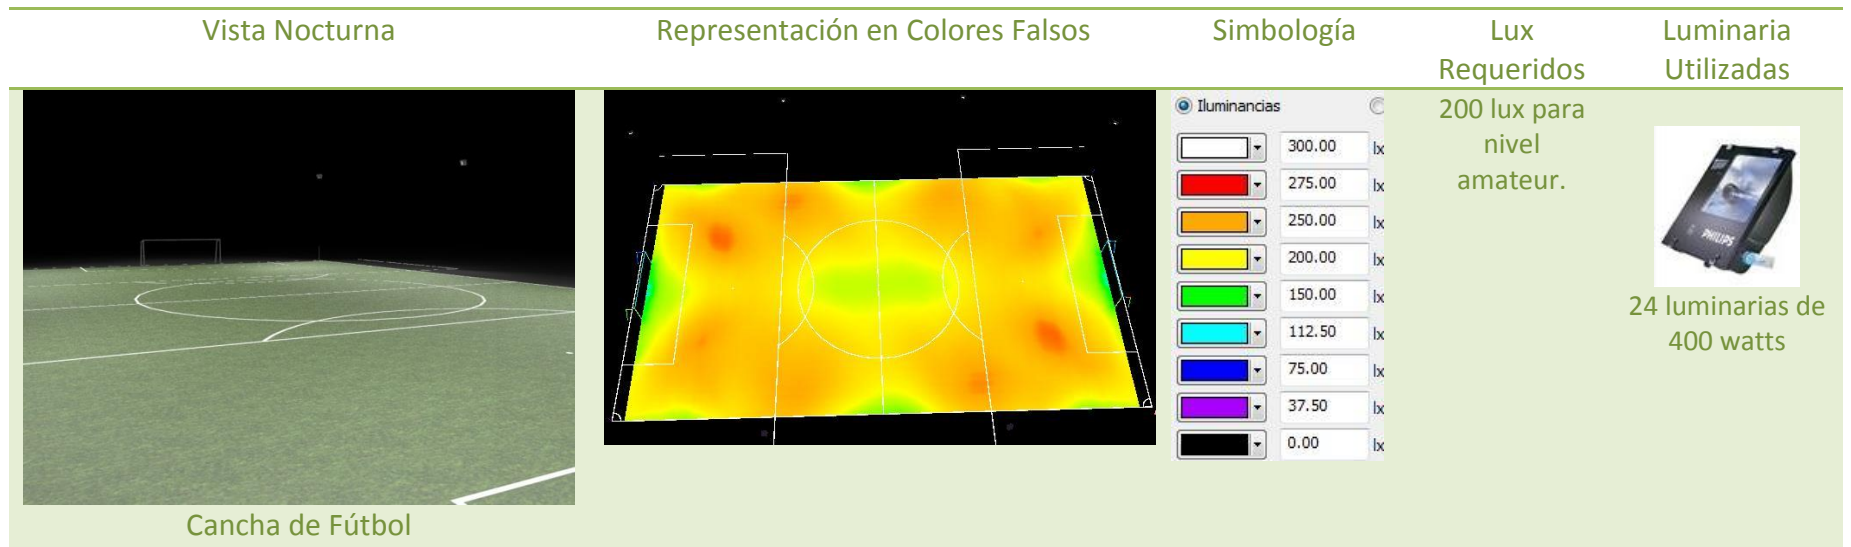 Vista Nocturna
Representación en Colores Falsos
Simbología
Lux
Requeridos
Luminaria
Utilizadas
Iluminancias
300.00 lx
275.00 lx
250.00 lx
200.00 lx
150.00 lx
112.50 lx
75.00 lx
37.50 lx
0.00 lx
200 lux para
nivel
amateur.
PHILIPS
24 luminarias de
400 watts
Cancha de Fútbol